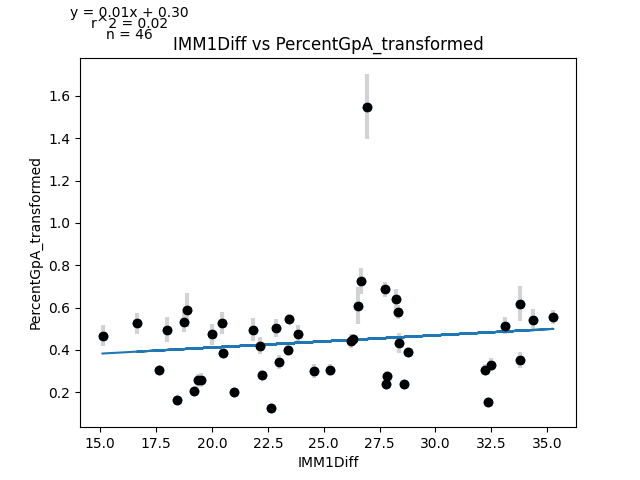 y = 0.01x + 0.30
r^2 = 0.02
n = 46
IMM1Diff vs PercentGpA_transformed
PercentGpA_transformed
1.6
1.4
1.2
1.0
0.8
0.6
0.4
0.2
15.0 17.5 20.0 22.5 25.0 27.5 30.0 32.5 35.0
IMM1Diff